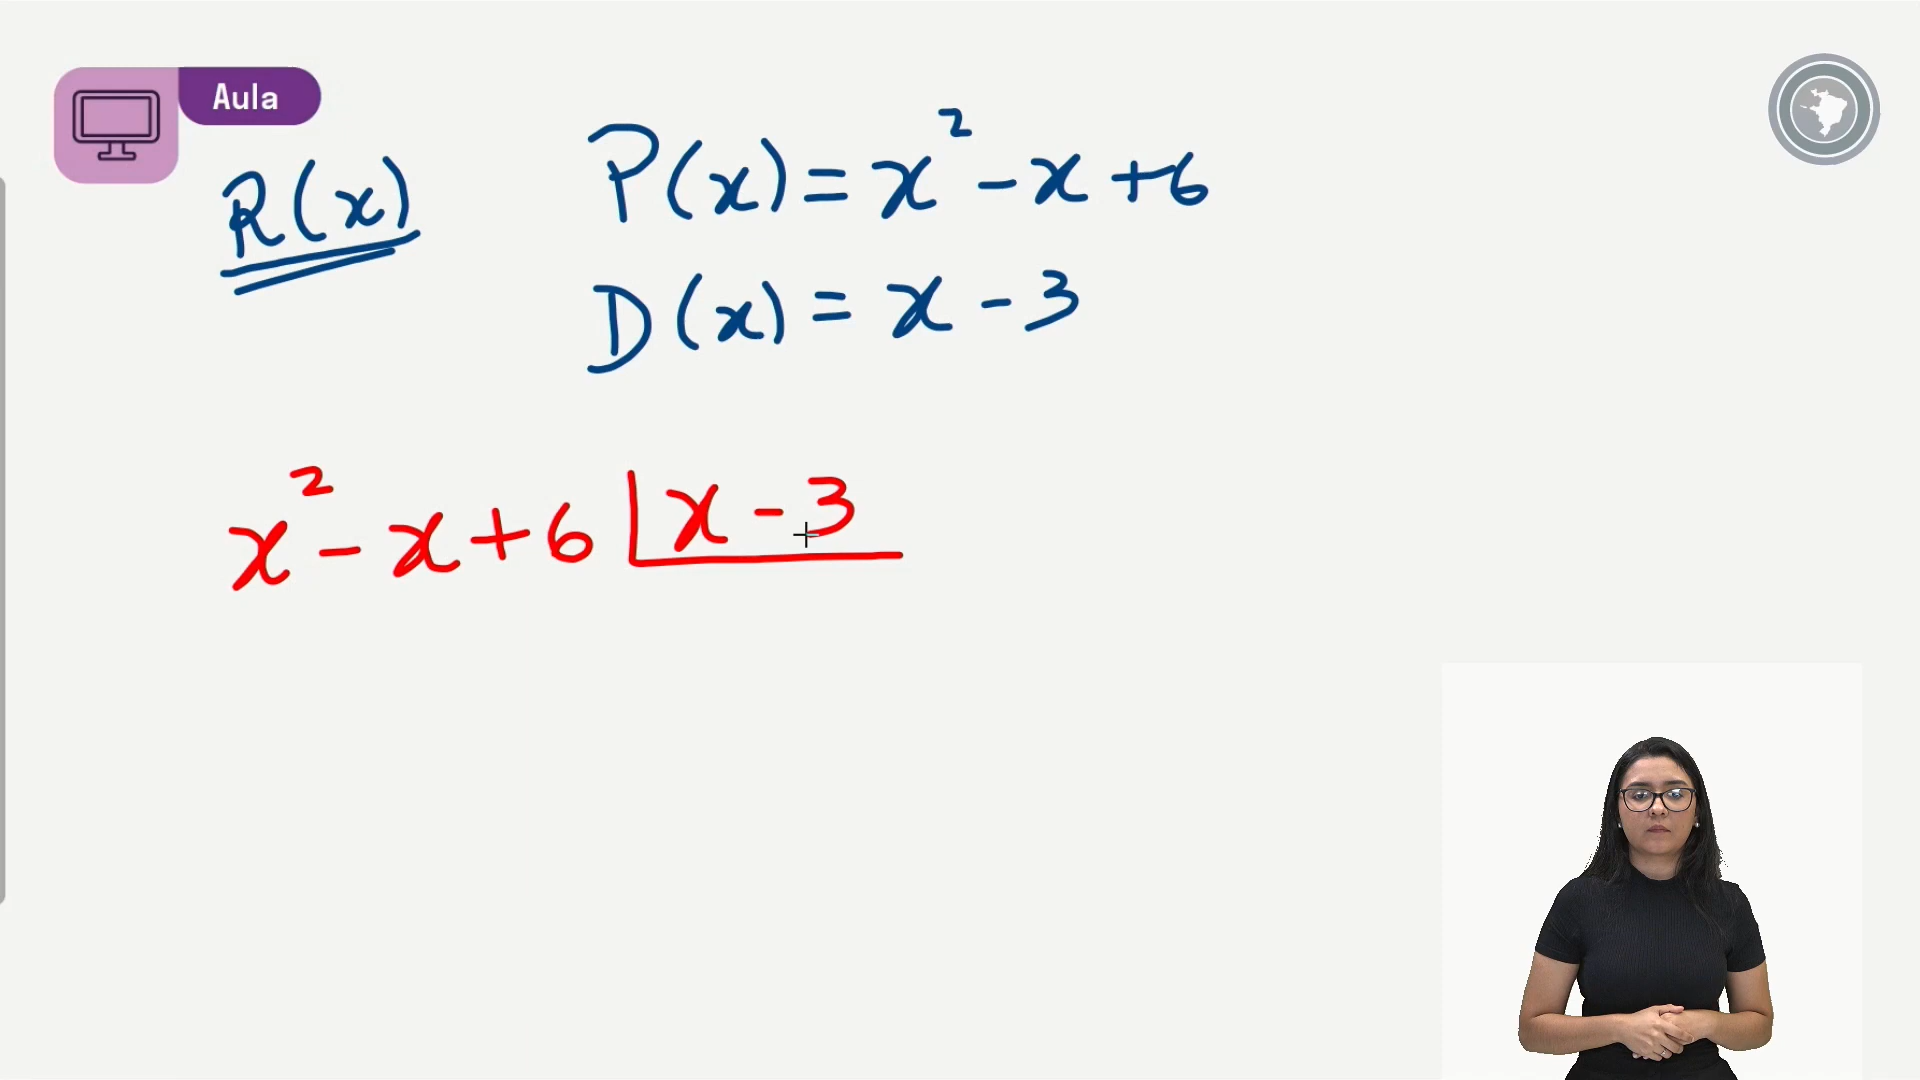 Aula
R(x)
P(x) = x² - x + 6
D(x) = x - 3
x² - x + 6 | x - 3